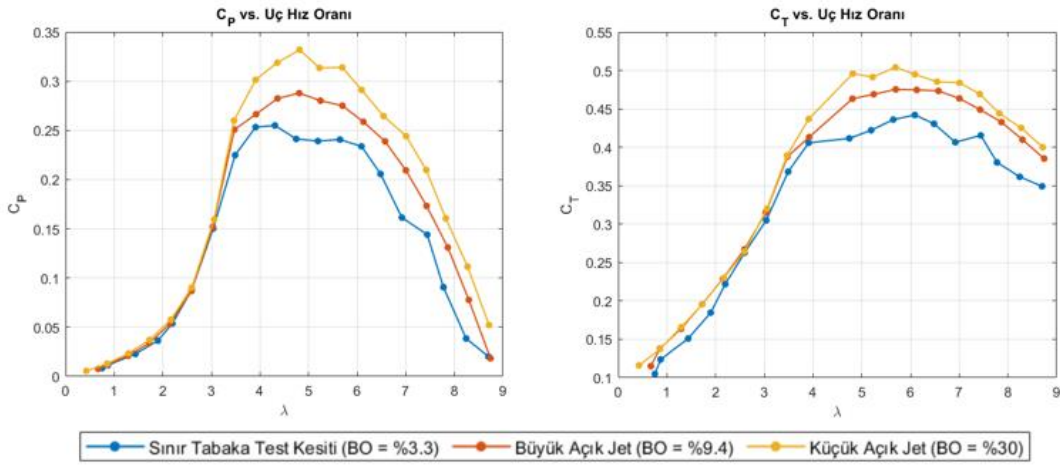 C_P vs. Uç Hız Oranı
0.35
0.3
0.25
0.2
0.15
0.1
0.05
0
C_P
0 1 2 3 4 5 6 7 8 9
λ
C_T vs. Uç Hız Oranı
0.55
0.5
0.45
0.4
0.35
0.3
0.25
0.2
0.15
0.1
C_T
0 1 2 3 4 5 6 7 8 9
λ
Sınır Tabaka Test Kesiti (BO = %3.3) Büyük Açık Jet (BO = %9.4) Küçük Açık Jet (BO = %30)